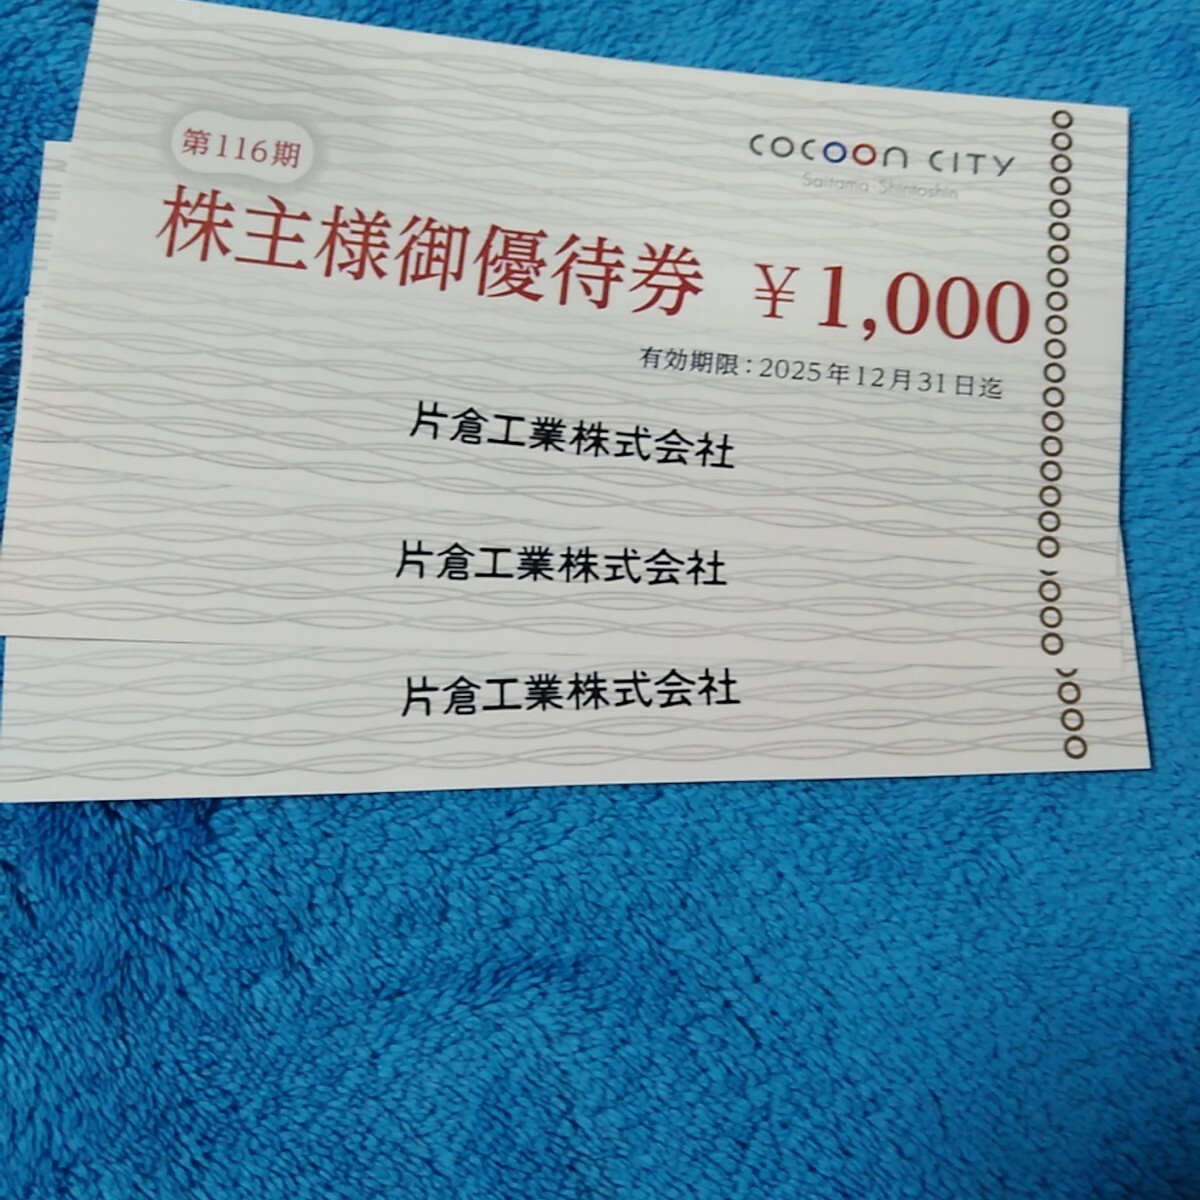 第116期
COCOON CITY
Saitama Shintoshin
株主様御優待券 ¥1,000
有効期限：2025年12月31日迄
片倉工業株式会社
片倉工業株式会社
片倉工業株式会社